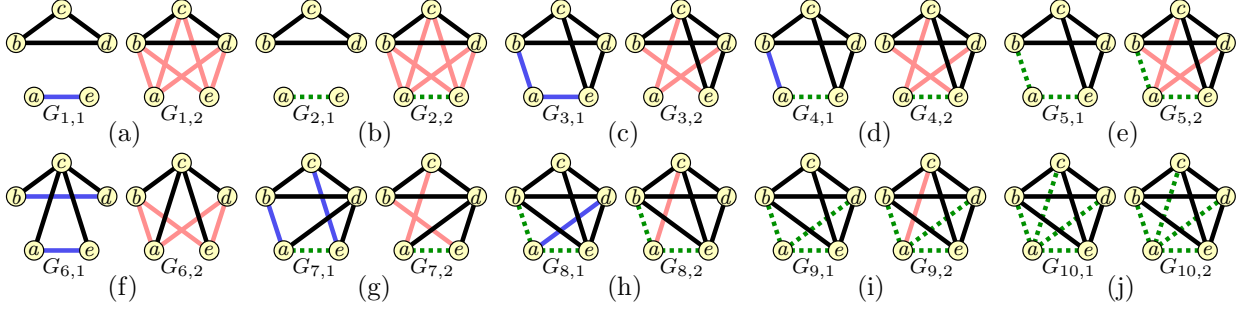 c c c c c c c c c c
b d b d b d b d b d b d b d b d b d b d
a e a e a e a e a e a e a e a e a e a e
G1,1 G1,2 G2,1 G2,2 G3,1 G3,2 G4,1 G4,2 G5,1 G5,2
(a) (b) (c) (d) (e)
c c c c c c c c c c
b d b d b d b d b d b d b d b d b d b d
a e a e a e a e a e a e a e a e a e a e
G6,1 G6,2 G7,1 G7,2 G8,1 G8,2 G9,1 G9,2 G10,1 G10,2
(f) (g) (h) (i) (j)